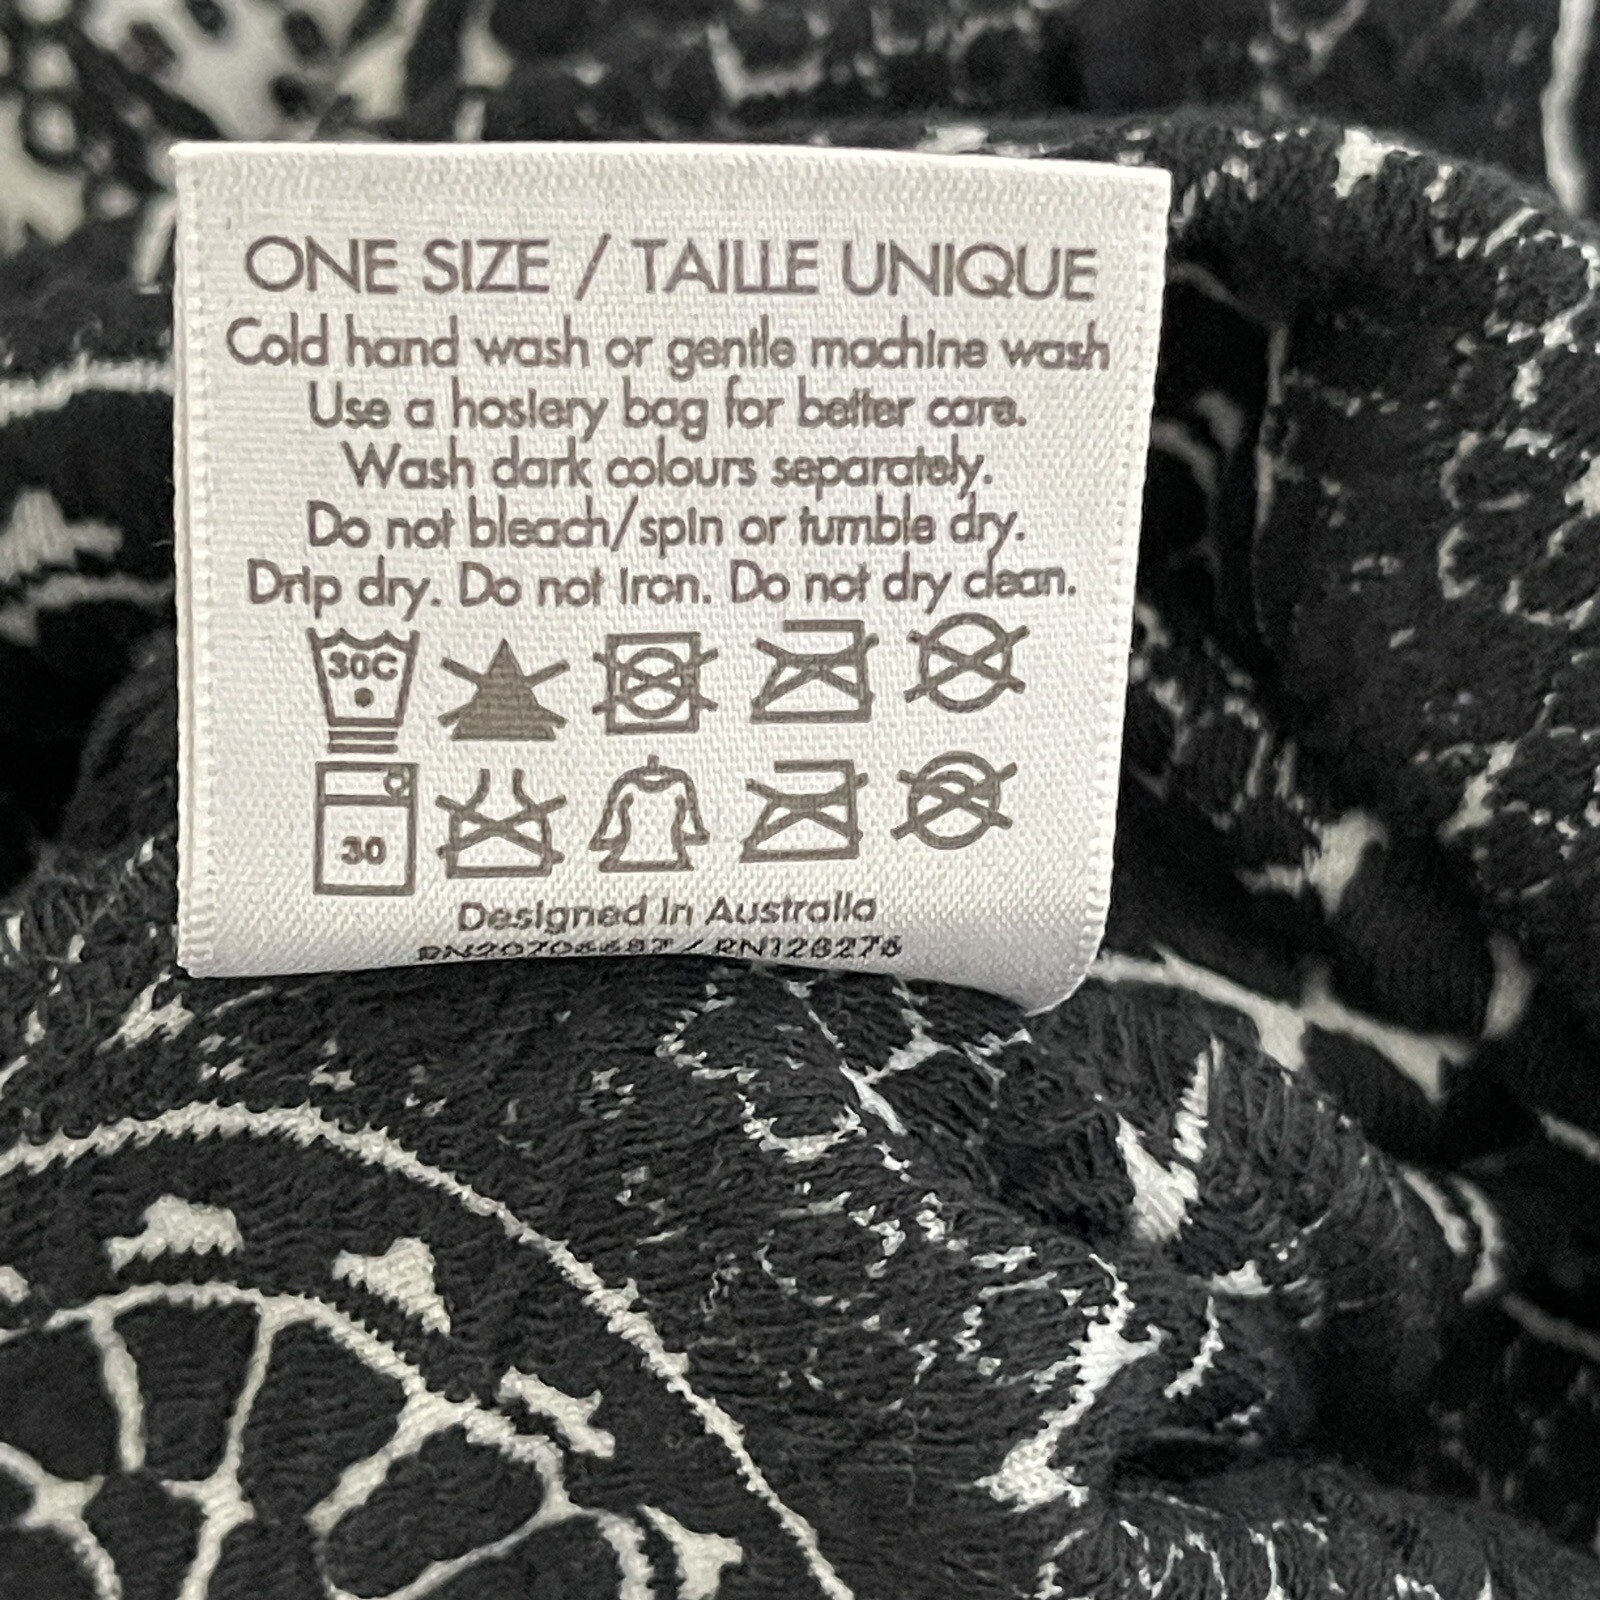 ONE SIZE / TAILLE UNIQUE
Cold hand wash or gentle machine wash
Use a hosiery bag for better care.
Wash dark colours separately.
Do not bleach/spin or tumble dry.
Drip dry. Do not Iron. Do not dry clean.
30C
30
Designed In Australia
/ RN128276